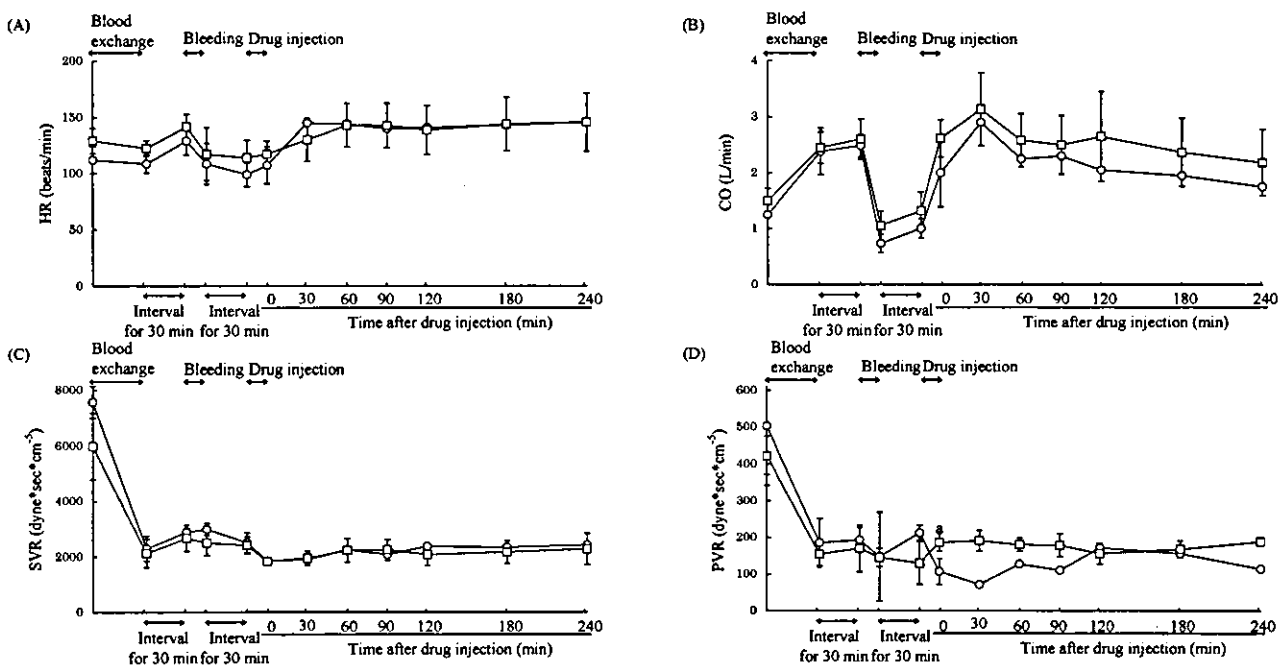 (A)
Blood
exchange
Bleeding Drug injection
200
150
100
50
0
HR (beats/min)
0 30 60 90 120 180 240
Interval Interval
for 30 min for 30 min
Time after drug injection (min)
(B)
Blood
exchange
Bleeding Drug injection
4
3
2
1
0
CO (L/min)
0 30 60 90 120 180 240
Interval Interval
for 30 min for 30 min
Time after drug injection (min)
(C)
Blood
exchange
Bleeding Drug injection
8000
6000
4000
2000
0
SVR (dyne*sec*cm-5)
0 30 60 90 120 180 240
Interval Interval
for 30 min for 30 min
Time after drug injection (min)
(D)
Blood
exchange
Bleeding Drug injection
600
500
400
300
200
100
0
PVR (dyne*sec*cm-5)
a
0 30 60 90 120 180 240
Interval Interval
for 30 min for 30 min
Time after drug injection (min)